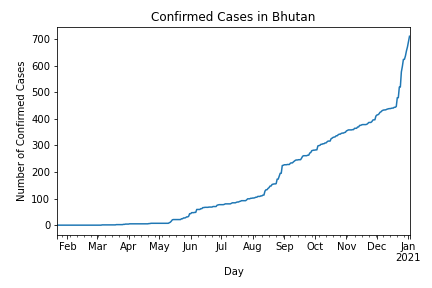 Confirmed Cases in Bhutan
Number of Confirmed Cases
700
600
500
400
300
200
100
0
Feb Mar Apr May Jun Jul Aug Sep Oct Nov Dec Jan
2021
Day